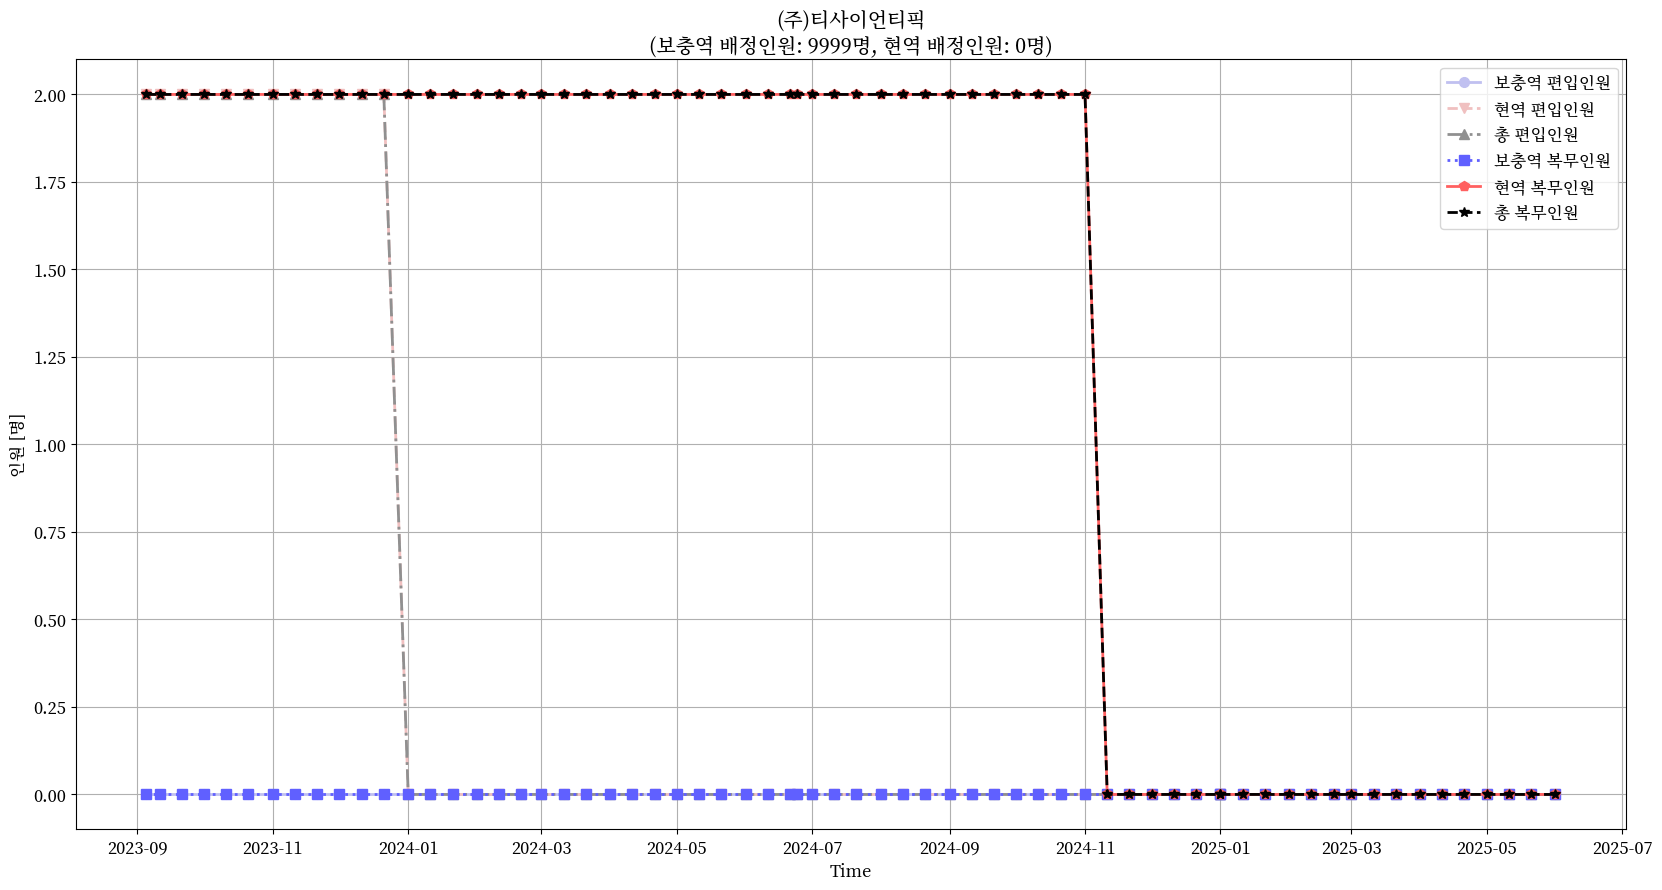 (주)티사이언티픽
(보충역 배정인원: 9999명, 현역 배정인원: 0명)
보충역 편입인원
현역 편입인원
총 편입인원
보충역 복무인원
현역 복무인원
총 복무인원
인원 [명]
2.00
1.75
1.50
1.25
1.00
0.75
0.50
0.25
0.00
2023-09 2023-11 2024-01 2024-03 2024-05 2024-07 2024-09 2024-11 2025-01 2025-03 2025-05 2025-07
Time